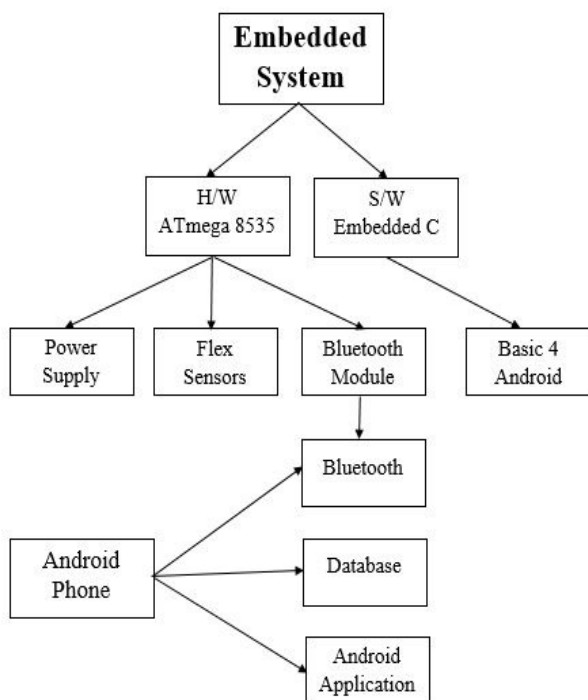 Embedded
System
H/W
ATmega 8535
S/W
Embedded C
Power
Supply
Flex
Sensors
Bluetooth
Module
Basic 4
Android
Bluetooth
Android
Phone
Database
Android
Application